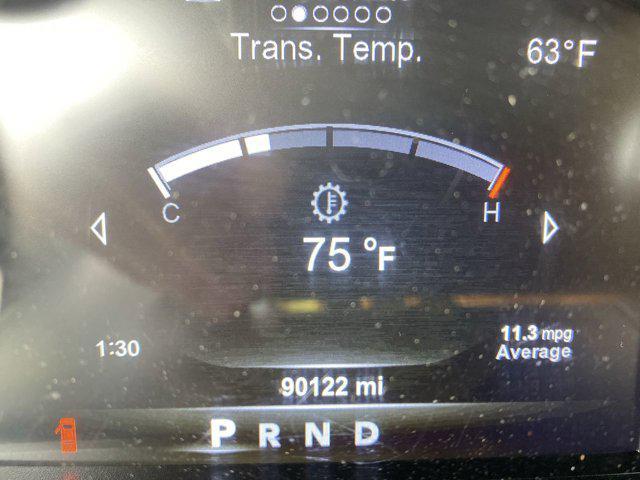 Trans. Temp.
63°F
C
H
75 °F
1:30
11.3 mpg
Average
90122 mi
P R N D